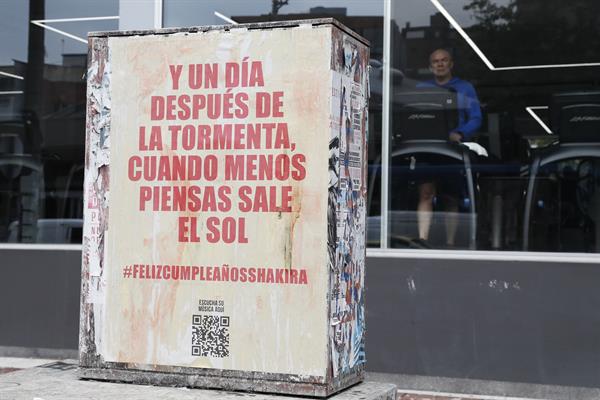 Y UN DÍA
DESPUÉS DE
LA TORMENTA,
CUANDO MENOS
PIENSAS SALE
EL SOL
#FELIZCUMPLEAÑOSSHAKIRA
ESCUCHA SU
MÚSICA AQUÍ